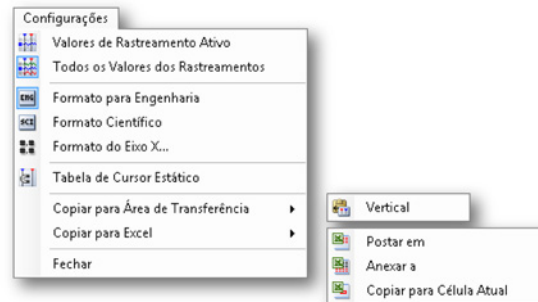 Configurações
Valores de Rastreamento Ativo
Todos os Valores dos Rastreamentos
ENG Formato para Engenharia
SCI Formato Científico
Formato do Eixo X...
Tabela de Cursor Estático
Copiar para Área de Transferência
Vertical
Copiar para Excel
Postar em
Anexar a
Copiar para Célula Atual
Fechar